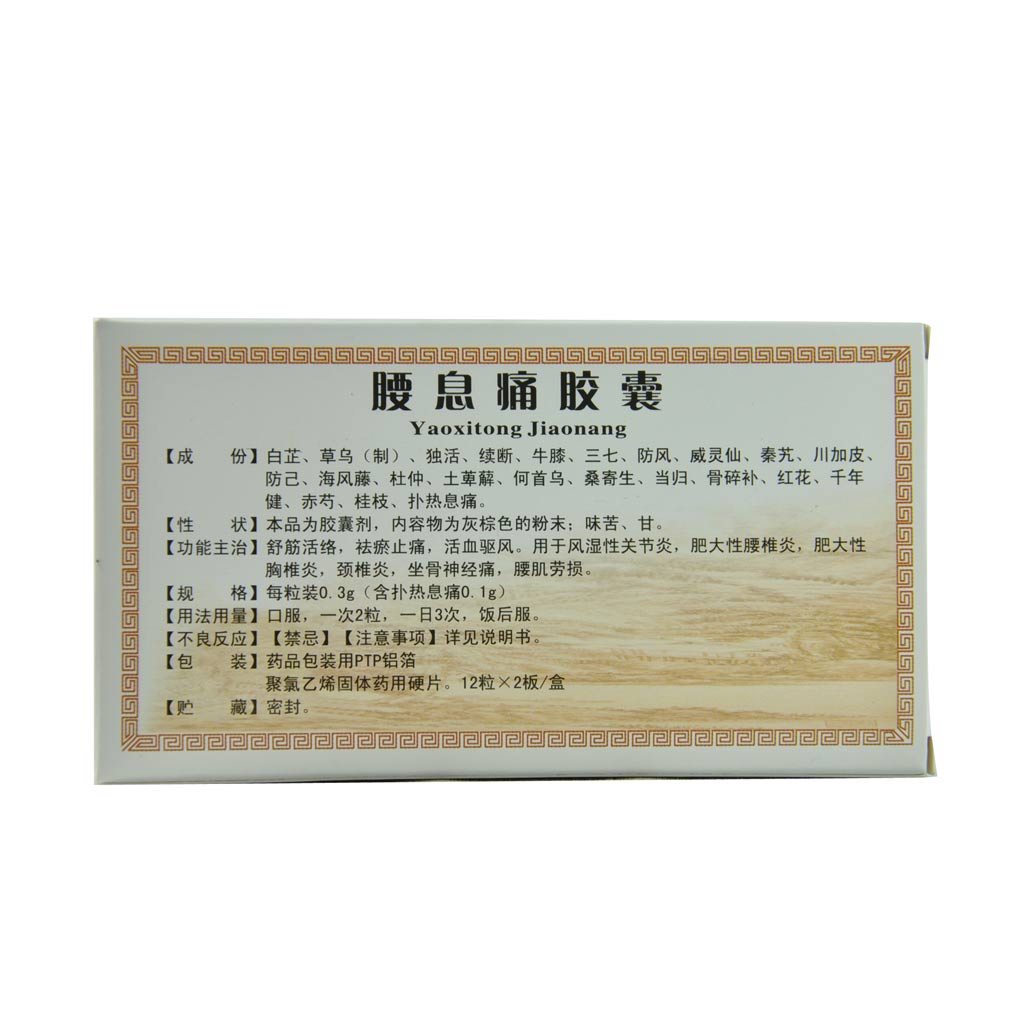 腰息痛胶囊
Yaoxitong Jiaonang
【成 份】白芷、草乌（制）、独活、续断、牛膝、三七、防风、威灵仙、秦艽、川加皮、
防己、海风藤、杜仲、土萆薢、何首乌、桑寄生、当归、骨碎补、红花、千年
健、赤芍、桂枝、扑热息痛。
【性 状】本品为胶囊剂，内容物为灰棕色的粉末；味苦、甘。
【功能主治】舒筋活络，祛瘀止痛，活血驱风。用于风湿性关节炎，肥大性腰椎炎，肥大性
胸椎炎，颈椎炎，坐骨神经痛，腰肌劳损。
【规 格】每粒装0.3g（含扑热息痛0.1g）
【用法用量】口服，一次2粒，一日3次，饭后服。
【不良反应】【禁忌】【注意事项】详见说明书。
【包 装】药品包装用PTP铝箔
聚氯乙烯固体药用硬片。12粒×2板/盒
【贮 藏】密封。